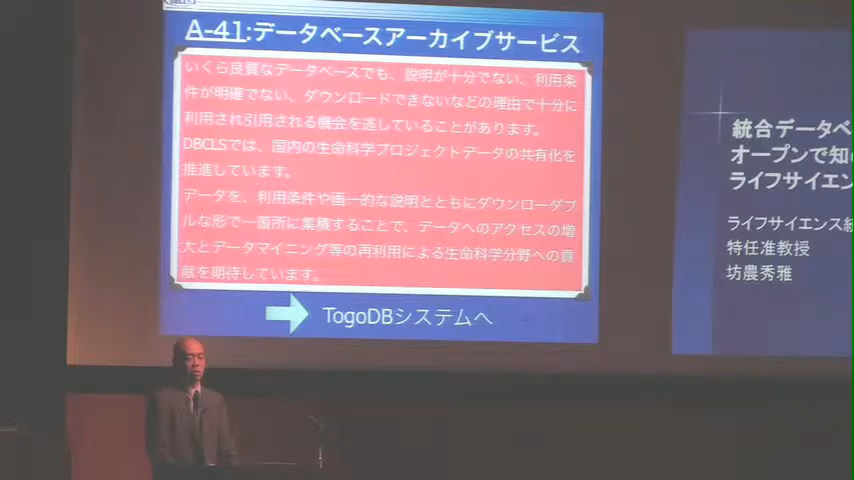 DBCLS
A-41:データベースアーカイブサービス
いくら良質なデータベースでも、説明が十分でない、利用条
件が明確でない、ダウンロードできないなどの理由で十分に
利用され引用される機会を逃していることがあります。
DBCLSでは、国内の生命科学プロジェクトデータの共有化を
推進しています。
データを、利用条件や画一的な説明とともにダウンローダブ
ルな形で一箇所に集積することで、データへのアクセスの増
大とデータマイニング等の再利用による生命科学分野への貢
献を期待しています。
TogoDBシステムへ
統合データベ
オープンで知
ライフサイエン
ライフサイエンス統
特任准教授
坊農秀雅